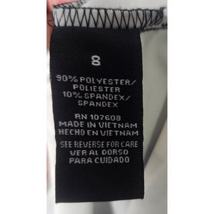 8
90% POLYESTER/
POLIESTER
10% SPANDEX/
SPANDEX
RN 107608
MADE IN VIETNAM
HECHO EN VIETNAM
SEE REVERSE FOR CARE
VER AL DORSO
PARA CUIDADO